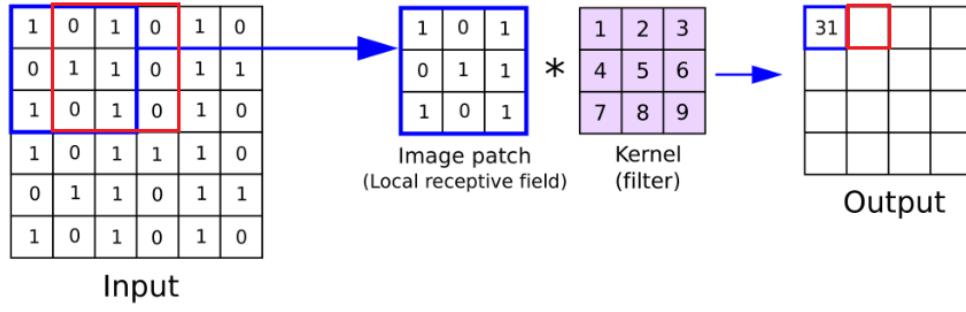 1 0 1 0 1 0
0 1 1 0 1 1
1 0 1 0 1 0
1 0 1 1 1 0
0 1 1 0 1 1
1 0 1 0 1 0
Input
1 0 1
0 1 1
1 0 1
Image patch
(Local receptive field)
*
1 2 3
4 5 6
7 8 9
Kernel
(filter)
31
Output